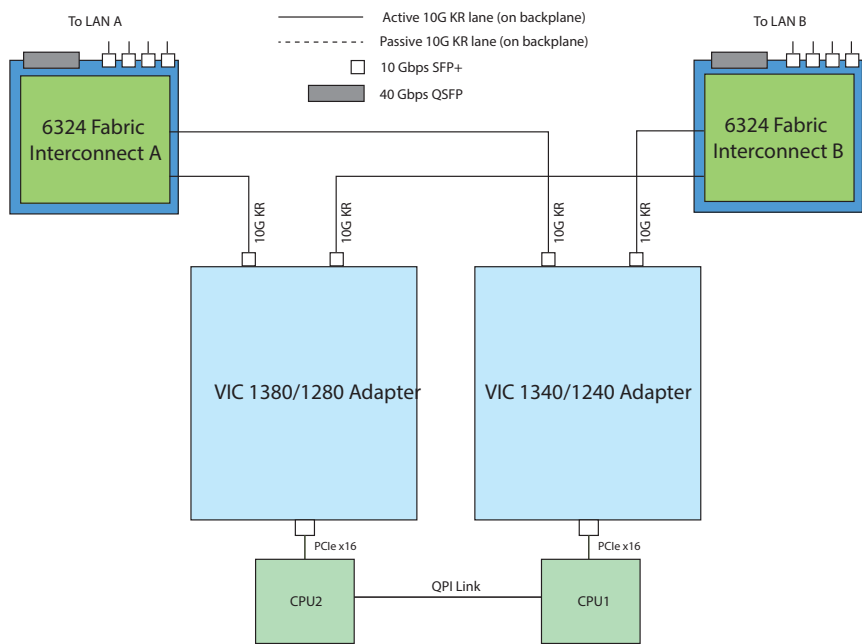 To LAN A
Active 10G KR lane (on backplane)
Passive 10G KR lane (on backplane)
10 Gbps SFP+
40 Gbps QSFP
To LAN B
6324 Fabric
Interconnect A
6324 Fabric
Interconnect B
10G KR
10G KR
10G KR
10G KR
VIC 1380/1280 Adapter
VIC 1340/1240 Adapter
PCIe x16
PCIe x16
CPU2
QPI Link
CPU1